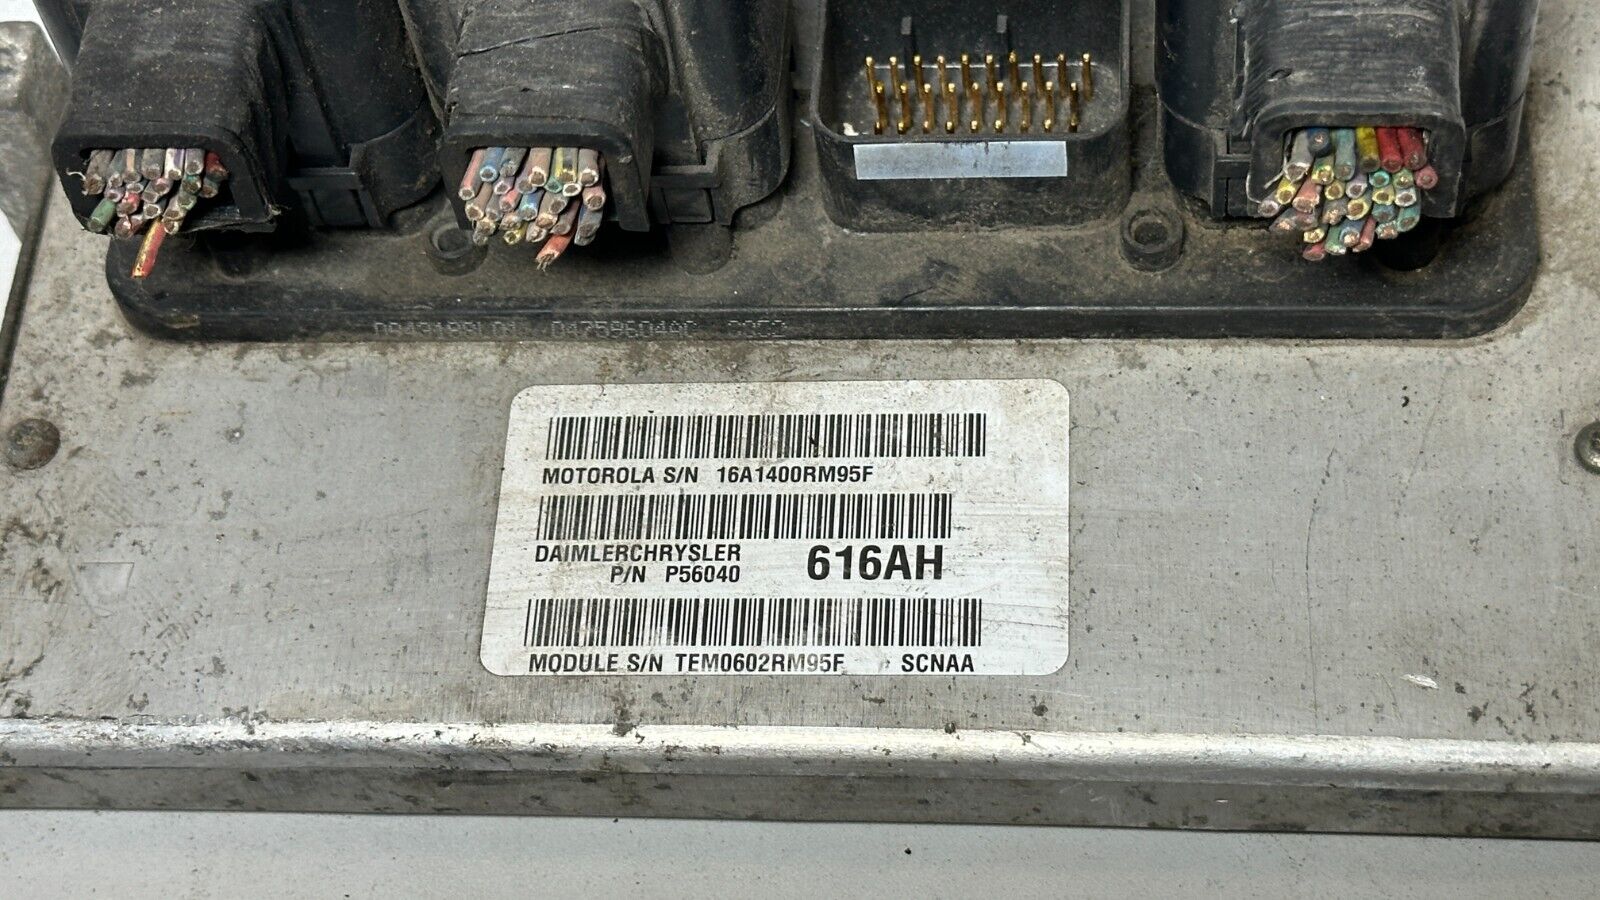 MOTOROLA S/N 16A1400RM95F
DAIMLERCHRYSLER 616AH
P/N P56040
MODULE S/N TEM0602RM95F SCNAA